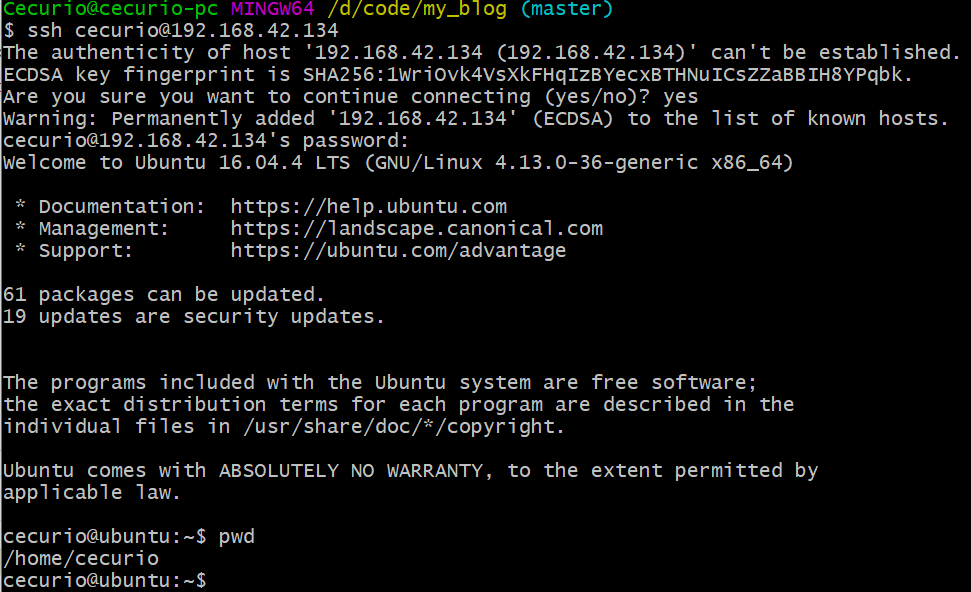 Cecurio@cecurio-pc MINGW64 /d/code/my_blog (master)
$ ssh cecurio@192.168.42.134
The authenticity of host '192.168.42.134 (192.168.42.134)' can't be established.
ECDSA key fingerprint is SHA256:1WriOvk4VsXkFHqIzBYecxBTHNuICsZZaBBIH8YPqbk.
Are you sure you want to continue connecting (yes/no)? yes
Warning: Permanently added '192.168.42.134' (ECDSA) to the list of known hosts.
cecurio@192.168.42.134's password:
Welcome to Ubuntu 16.04.4 LTS (GNU/Linux 4.13.0-36-generic x86_64)

 * Documentation:  https://help.ubuntu.com
 * Management:     https://landscape.canonical.com
 * Support:        https://ubuntu.com/advantage

61 packages can be updated.
19 updates are security updates.


The programs included with the Ubuntu system are free software;
the exact distribution terms for each program are described in the
individual files in /usr/share/doc/*/copyright.

Ubuntu comes with ABSOLUTELY NO WARRANTY, to the extent permitted by
applicable law.

cecurio@ubuntu:~$ pwd
/home/cecurio
cecurio@ubuntu:~$